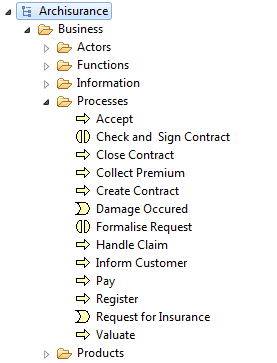 Archisurance
Business
Actors
Functions
Information
Processes
Accept
Check and  Sign Contract
Close Contract
Collect Premium
Create Contract
Damage Occured
Formalise Request
Handle Claim
Inform Customer
Pay
Register
Request for Insurance
Valuate
Products